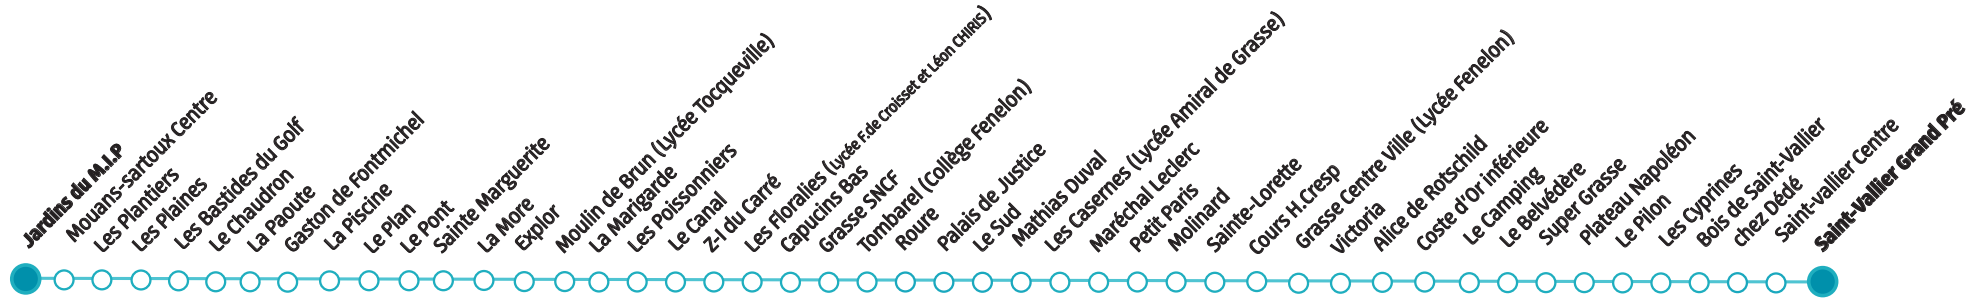 Jardins du M.I.P
Mouans-sartoux Centre
Les Plantiers
Les Plaines
Les Bastides du Golf
Le Chaudron
La Paoute
Gaston de Fontmichel
La Piscine
Le Plan
Le Pont
Sainte Marguerite
La More
Explor
Moulin de Brun (Lycée Tocqueville)
La Marigarde
Les Poissonniers
Le Canal
Z-I du Carré
Les Floralies (Lycée F.de Croisset et Léon CHIRIS)
Capucins Bas
Grasse SNCF
Tombarel (Collège Fenelon)
Roure
Palais de Justice
Le Sud
Mathias Duval
Les Casernes (Lycée Amiral de Grasse)
Maréchal Leclerc
Petit Paris
Molinard
Sainte-Lorette
Cours H.Cresp
Grasse Centre Ville (Lycée Fenelon)
Victoria
Alice de Rotschild
Coste d'or inférieure
Le Camping
Le Belvédère
Super Grasse
Plateau Napoléon
Le Pilon
Les Cyprines
Bois de Saint-Vallier
chez Dédé
Saint-vallier Centre
Saint-Vallier Grand Pré